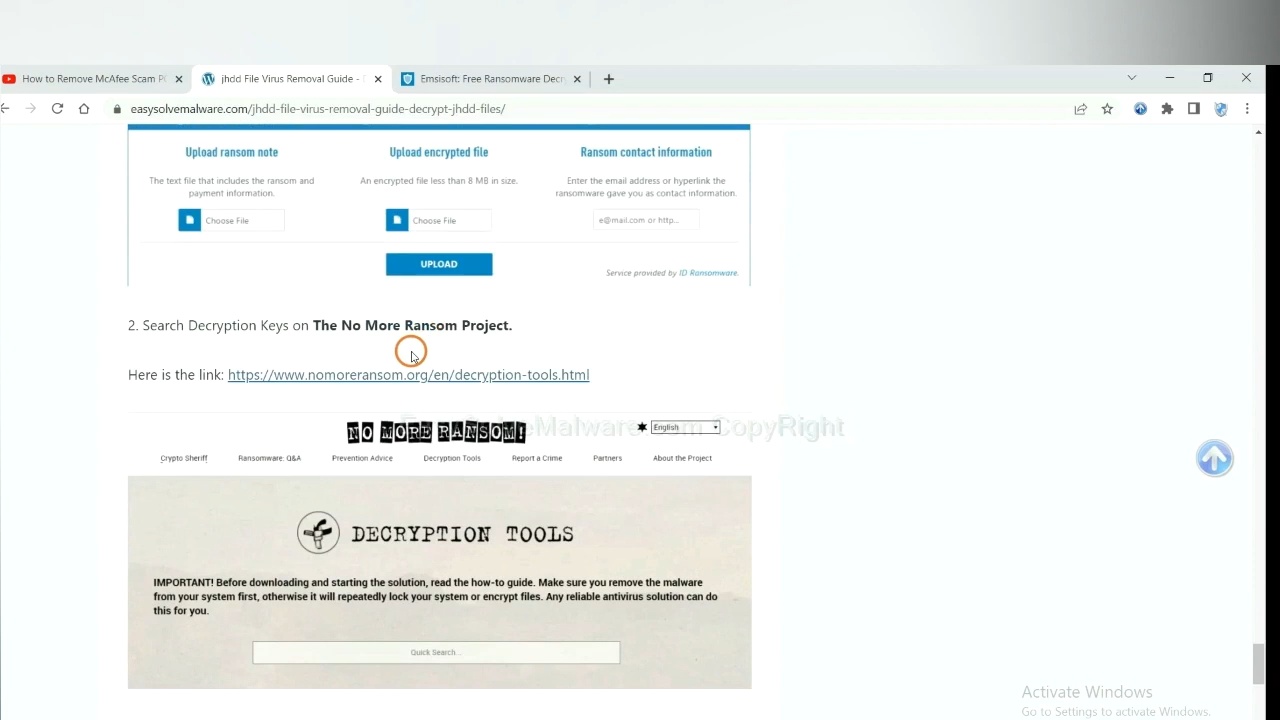 How to Remove McAfee Scam P
jhdd File Virus Removal Guide -
Emsisoft: Free Ransomware Decr
easysolvemalware.com/jhdd-file-virus-removal-guide-decrypt-jhdd-files/
Upload ransom note
Upload encrypted file
Ransom contact information
The text file that includes the ransom and
payment information.
An encrypted file less than 8 MB in size.
Enter the email address or hyperlink the
ransomware gave you as contact information.
Choose File
Choose File
e@mail.com or http...
UPLOAD
Service provided by ID Ransomware.
2. Search Decryption Keys on The No More Ransom Project.
Here is the link: https://www.nomoreransom.org/en/decryption-tools.html
NO MORE RANSOM!
English
Malware.com CopyRight
Crypto Sheriff
Ransomware: Q&A
Prevention Advice
Decryption Tools
Report a Crime
Partners
About the Project
DECRYPTION TOOLS
IMPORTANT! Before downloading and starting the solution, read the how-to guide. Make sure you remove the malware
from your system first, otherwise it will repeatedly lock your system or encrypt files. Any reliable antivirus solution can do
this for you.
Quick Search...
Activate Windows
Go to Settings to activate Windows.